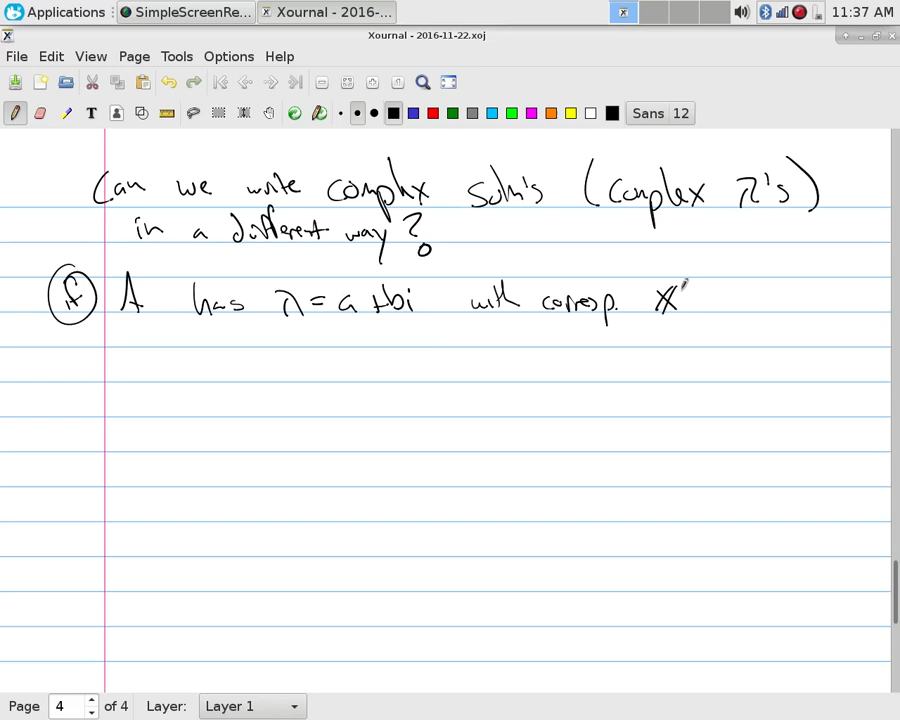 Applications
SimpleScreenRe...
Xournal - 2016-...
11:37 AM
Xournal - 2016-11-22.xoj
File Edit View Page Tools Options Help
T
Sans 12
Can we write complex soln's (complex λ's)
in a different way?
If A has λ = a + bi with corresp. X
Page 4 of 4 Layer: Layer 1